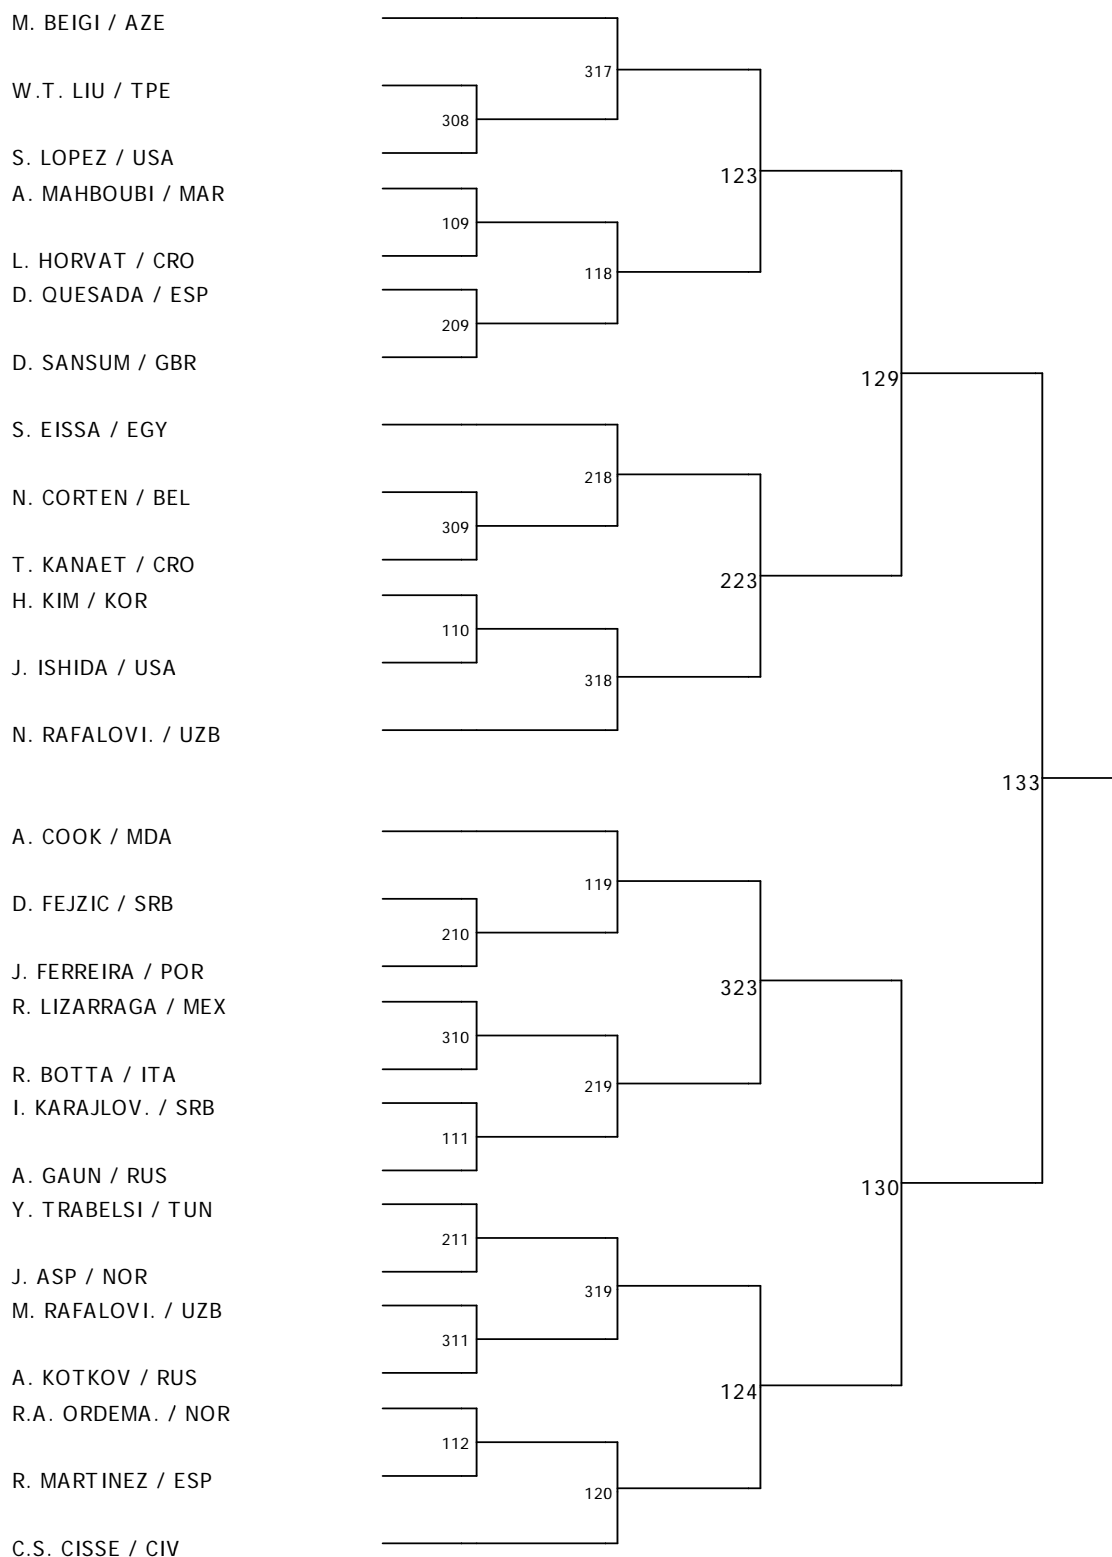 M. BEIGI / AZE
317
W.T. LIU / TPE
308
S. LOPEZ / USA
123
A. MAHBOUBI / MAR
109
L. HORVAT / CRO
118
D. QUESADA / ESP
209
D. SANSUM / GBR
129
S. EISSA / EGY
218
N. CORTEN / BEL
309
T. KANAET / CRO
223
H. KIM / KOR
110
J. ISHIDA / USA
318
N. RAFALOVI. / UZB
133
A. COOK / MDA
119
D. FEJZIC / SRB
210
J. FERREIRA / POR
323
R. LIZARRAGA / MEX
310
R. BOTTA / ITA
219
I. KARAJLOV. / SRB
111
A. GAUN / RUS
130
Y. TRABELSI / TUN
211
J. ASP / NOR
319
M. RAFALOVI. / UZB
311
A. KOTKOV / RUS
124
R.A. ORDEMA. / NOR
112
R. MARTINEZ / ESP
120
C.S. CISSE / CIV